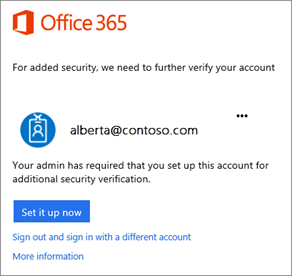 Office 365
For added security, we need to further verify your account
alberta@contoso.com
Your admin has required that you set up this account for
additional security verification.
Set it up now
Sign out and sign in with a different account
More information